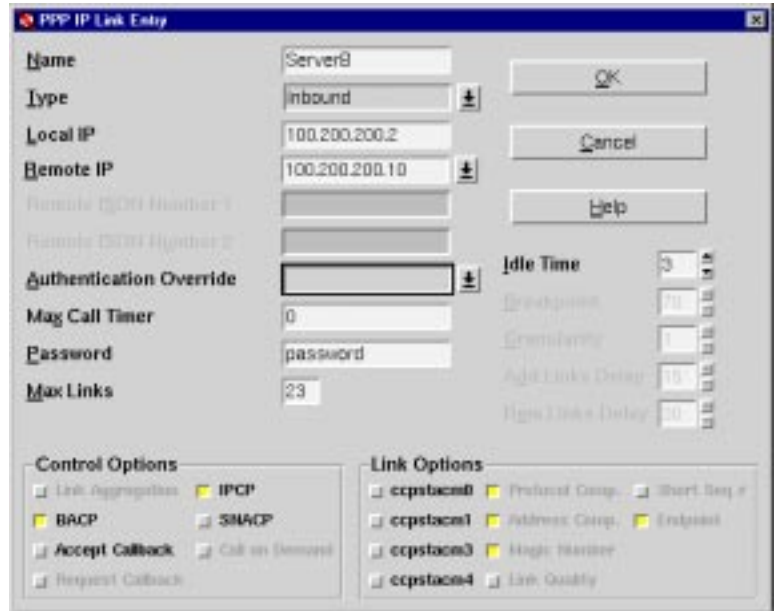 PPP IP Link Entry
Name Server9
Type Inbound
Local IP 100.200.200.2
Remote IP 100.200.200.10
Remote ISDN Number 1
Remote ISDN Number 2
Authentication Override
Max Call Timer 0
Password password
Max Links 23
OK
Cancel
Help
Idle Time 3
Breakpoint 70
Granularity 1
Add Links Delay 15
Rem Links Delay 30
Control Options
Link Aggregation IPCP
BACP SNACP
Accept Callback Call on Demand
Request Callback
Link Options
ccpstacm0 Protocol Comp. Short Seq #
ccpstacm1 Address Comp. Endpoint
ccpstacm3 Magic Number
ccpstacm4 Link Quality